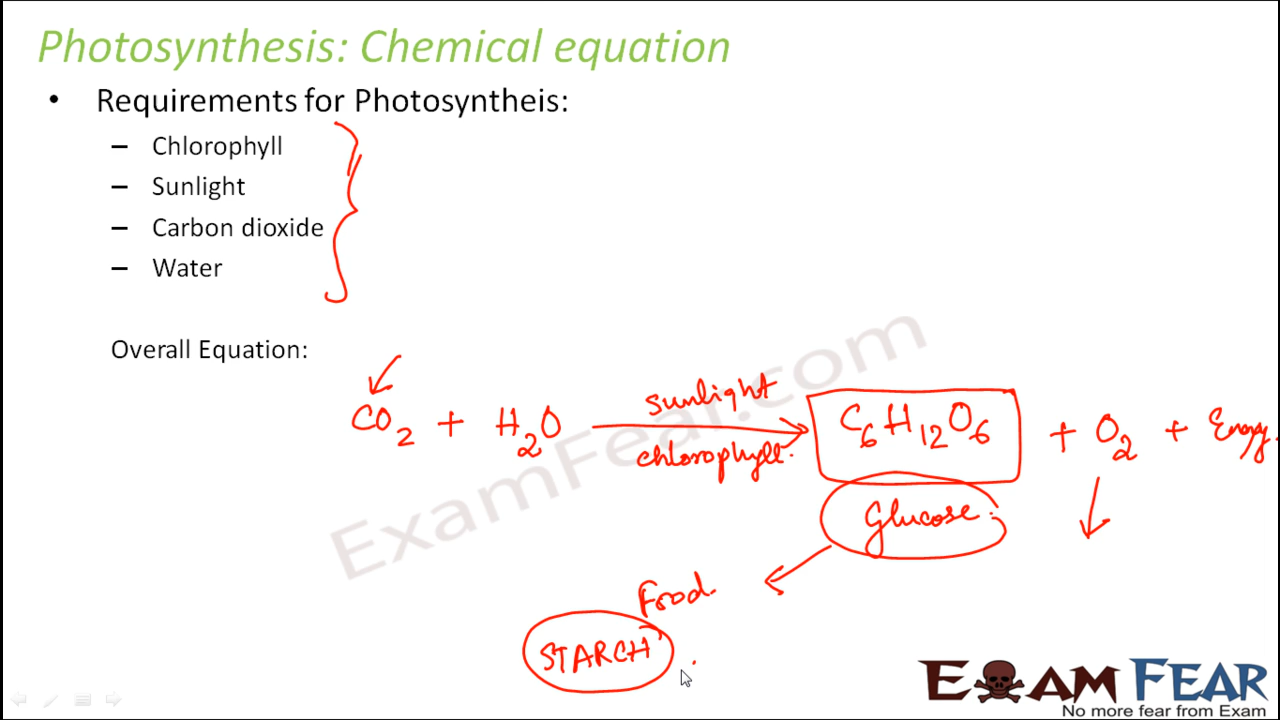 Photosynthesis: Chemical equation
• Requirements for Photosyntheis:
– Chlorophyll
– Sunlight
– Carbon dioxide
– Water
Overall Equation:
sunlight
CO2 + H2O → C6H12O6 + O2 + Energy.
chlorophyll.
Glucose.
Food.
STARCH
ExamFear.com
EXAM FEAR
No more fear from Exam